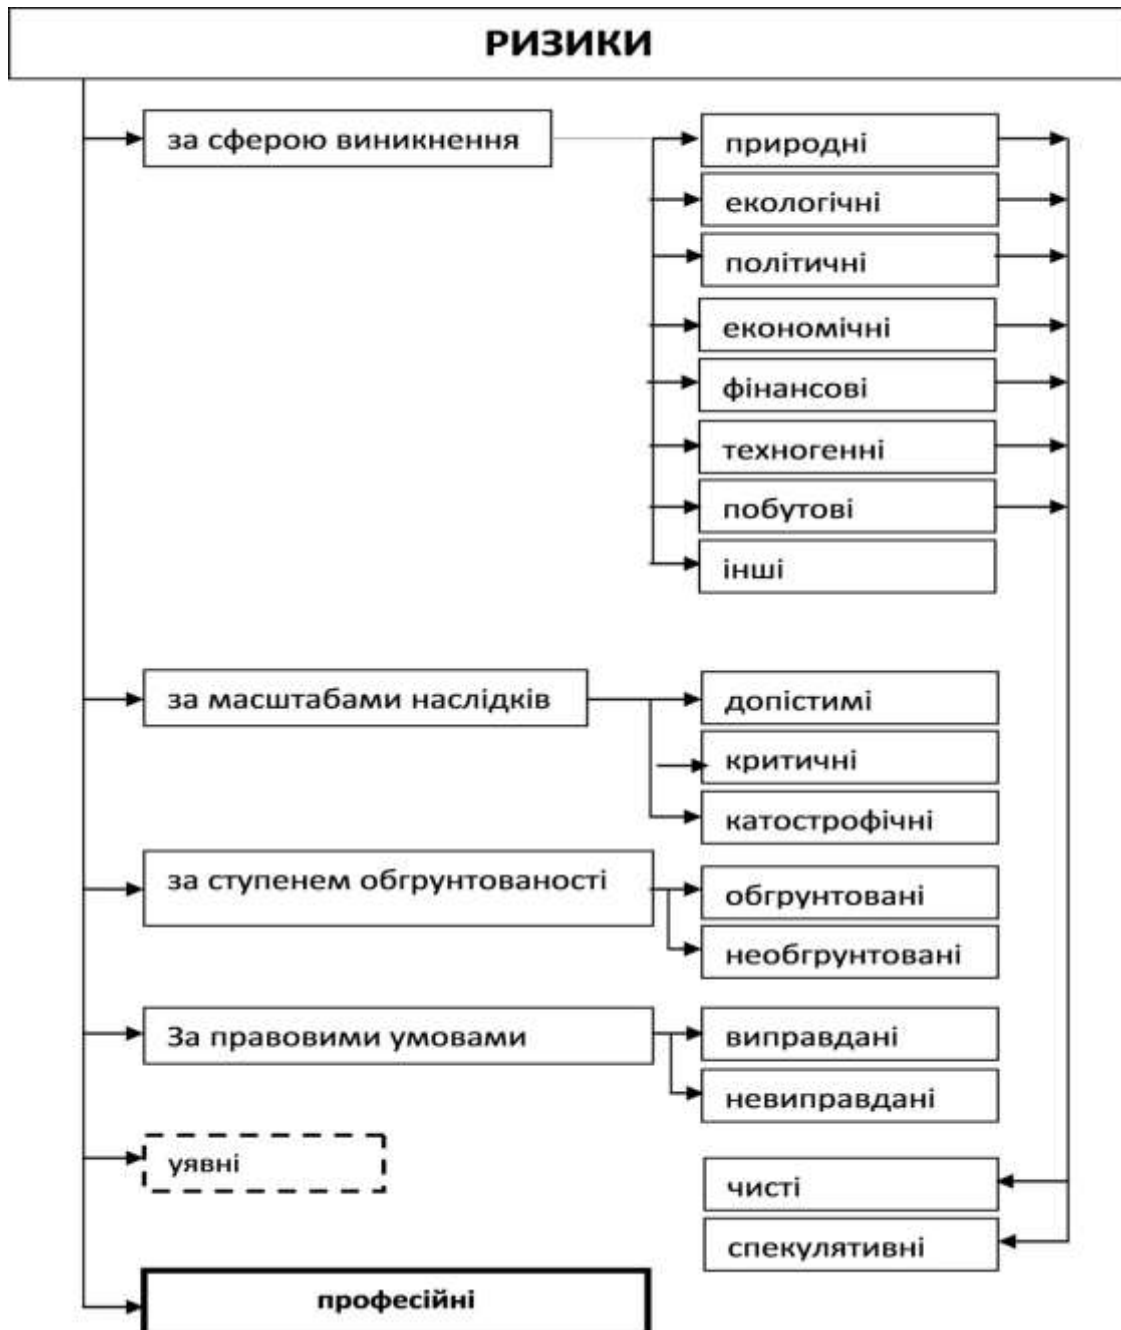 РИЗИКИ
за сферою виникнення
природні
екологічні
політичні
економічні
фінансові
техногенні
побутові
інші
за масштабами наслідків
допістимі
критичні
катострофічні
за ступенем обгрунтованості
обгрунтовані
необгрунтовані
За правовими умовами
виправдані
невиправдані
уявні
чисті
спекулятивні
професійні